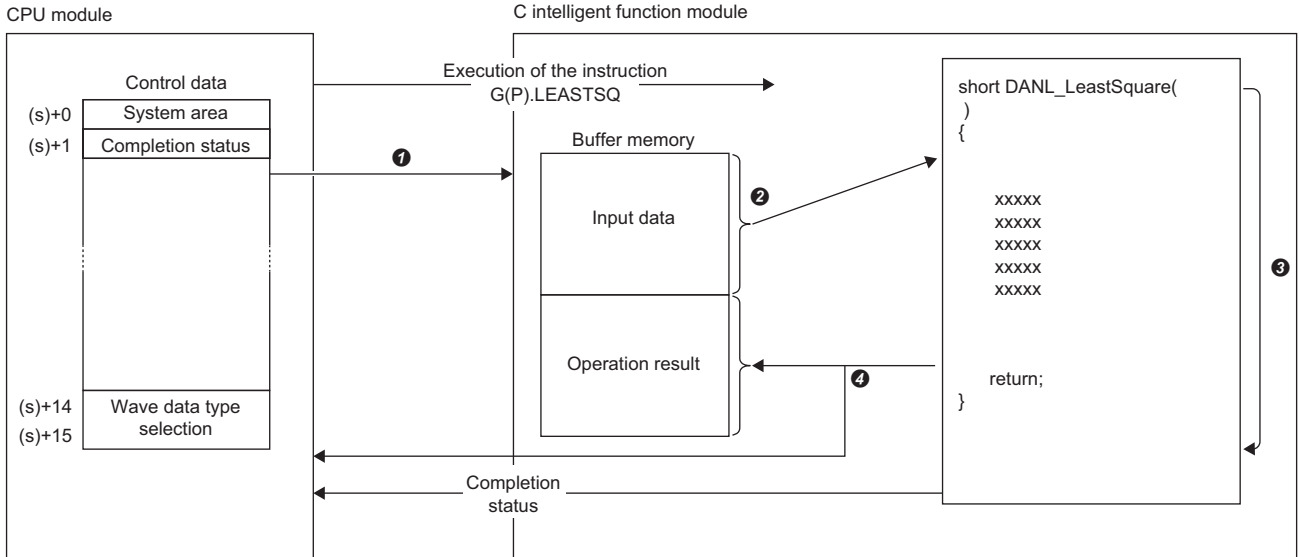 CPU module
C intelligent function module
Control data
(s)+0
System area
(s)+1
Completion status
(s)+14
(s)+15
Wave data type
selection
Execution of the instruction
G(P).LEASTSQ
❶
Buffer memory
Input data
❷
Operation result
❹
short DANL_LeastSquare(
)
{
xxxxx
xxxxx
xxxxx
xxxxx
xxxxx
return;
}
❸
Completion
status